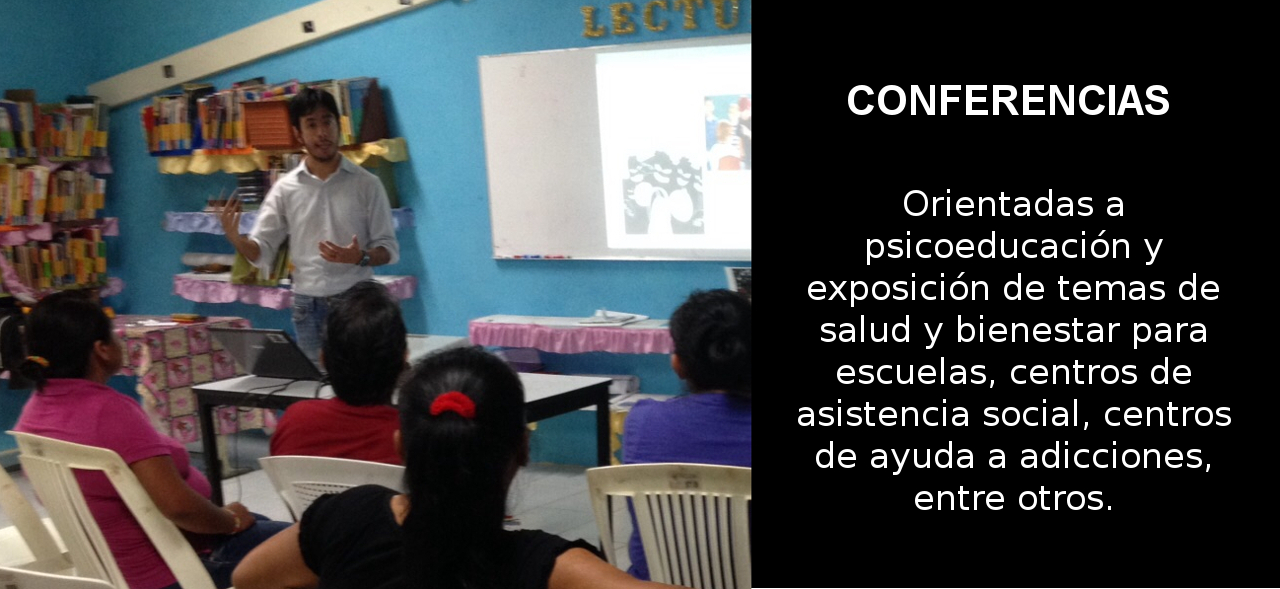 LECTU
CONFERENCIAS
Orientadas a
psicoeducación y
exposición de temas de
salud y bienestar para
escuelas, centros de
asistencia social, centros
de ayuda a adicciones,
entre otros.